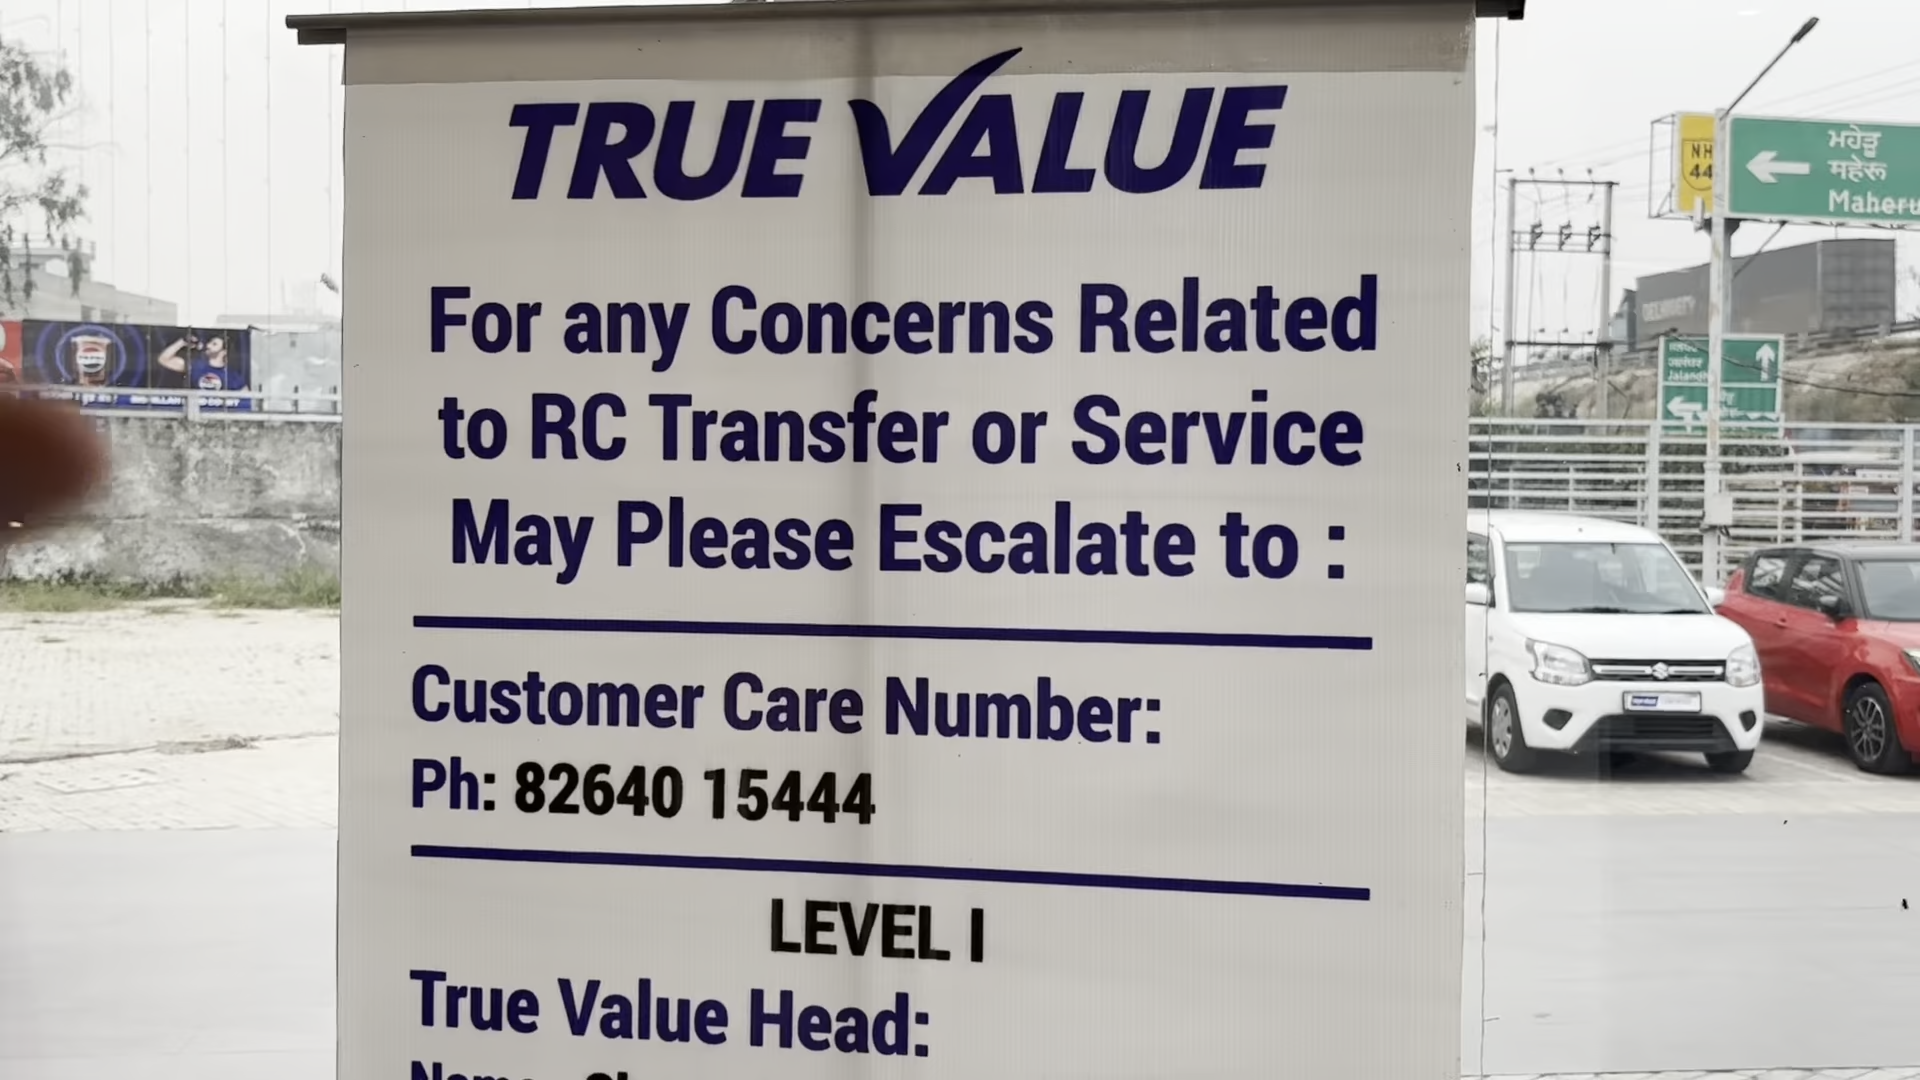 TRUE VALUE
For any Concerns Related
to RC Transfer or Service
May Please Escalate to :
Customer Care Number:
Ph: 82640 15444
LEVEL I
True Value Head:
NH
44
ਮਹੇੜੂ
महेरू
Maheru
DELHIVERY